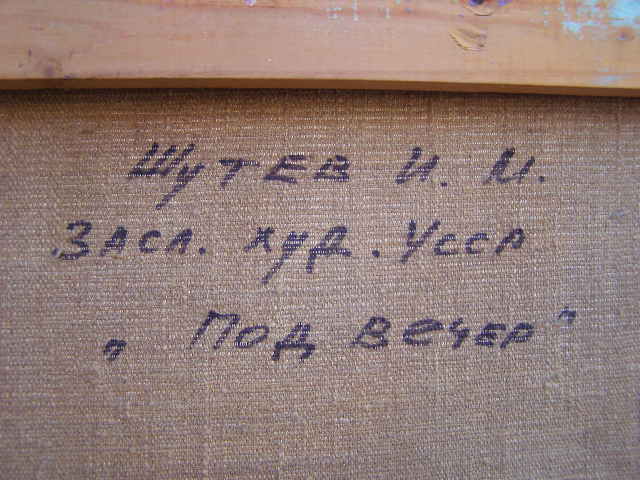 Шутев И. М.
Засл. худ. УССР
„Под вечер"